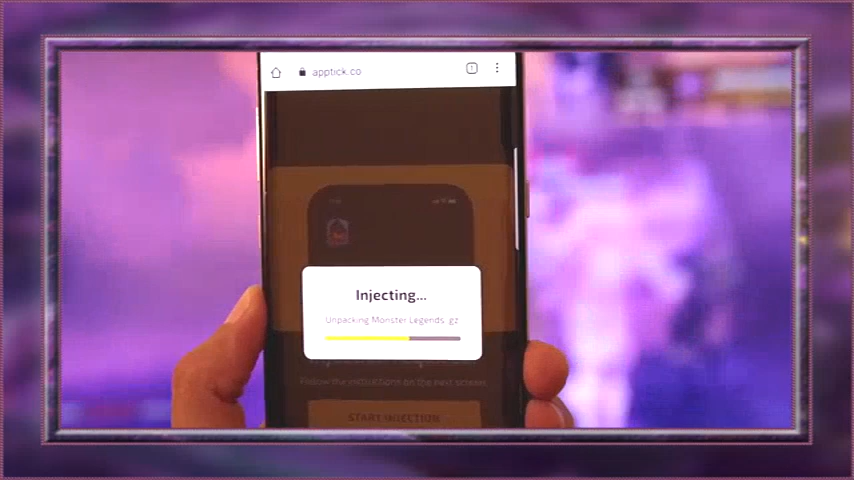 apptick.co
Injecting...
Unpacking Monster Legends .gz
Follow the instructions on the next screen
START INJECTION